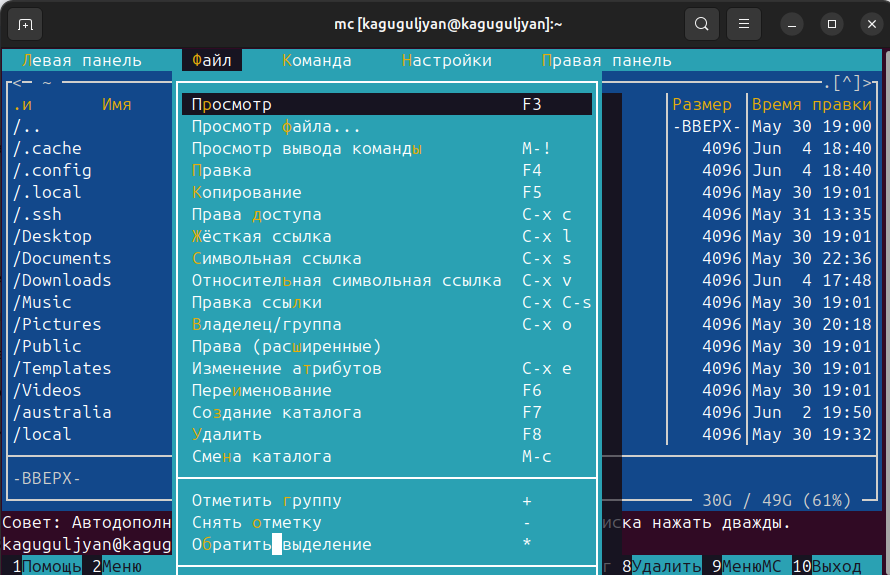 mc [kaguguljyan@kaguguljyan]:~
Левая панель Файл Команда Настройки Правая панель
<— ~ .[^]>
.и Имя Просмотр F3 Размер Время правки
/.. Просмотр файла... -ВВЕРХ- May 30 19:00
/.cache Просмотр вывода команды M-! 4096 Jun 4 18:40
/.config Правка F4 4096 Jun 4 18:40
/.local Копирование F5 4096 May 30 19:01
/.ssh Права доступа C-x c 4096 May 31 13:35
/Desktop Жёсткая ссылка C-x l 4096 May 30 19:01
/Documents Символьная ссылка C-x s 4096 May 30 22:36
/Downloads Относительная символьная ссылка C-x v 4096 Jun 4 17:48
/Music Правка ссылки C-x C-s 4096 May 30 19:01
/Pictures Владелец/группа C-x o 4096 May 30 20:18
/Public Права (расширенные) 4096 May 30 19:01
/Templates Изменение атрибутов C-x e 4096 May 30 19:01
/Videos Переименование F6 4096 May 30 19:01
/australia Создание каталога F7 4096 Jun 2 19:50
/local Удалить F8 4096 May 30 19:32
Смена каталога M-c
-ВВЕРХ-
Отметить группу + 30G / 49G (61%)
Совет: Автодополн Снять отметку - иска нажать дважды.
kaguguljyan@kagug Обратить выделение *
1Помощь 2Меню г 8Удалить 9МенюMC 10Выход